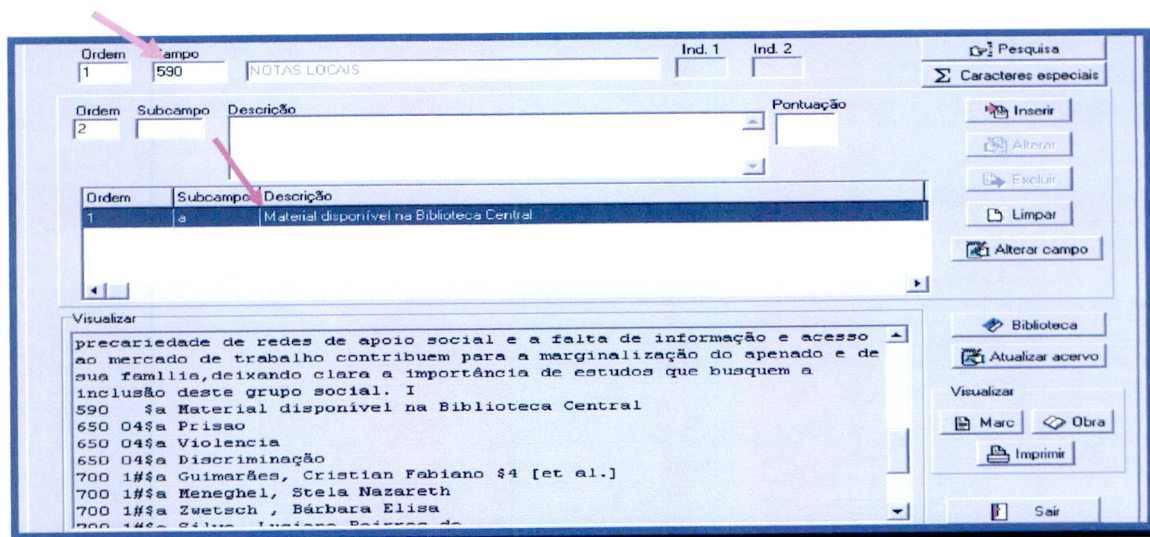 Ordem Campo Ind. 1 Ind. 2
1 590 NOTAS LOCAIS
Pesquisa
Σ Caracteres especiais
Ordem Subcampo Descrição Pontuação
2
Inserir
Alterar
Excluir
Limpar
Alterar campo
Ordem Subcampo Descrição
1 a Material disponível na Biblioteca Central
Visualizar
precariedade de redes de apoio social e a falta de informação e acesso
ao mercado de trabalho contribuem para a marginalização do apenado e de
sua família,deixando clara a importância de estudos que busquem a
inclusão deste grupo social. I
590 $a Material disponível na Biblioteca Central
650 04$a Prisao
650 04$a Violencia
650 04$a Discriminação
700 1#$a Guimarães, Cristian Fabiano $4 [et al.]
700 1#$a Meneghel, Stela Nazareth
700 1#$a Zwetsch , Bárbara Elisa
Biblioteca
Atualizar acervo
Visualizar
Marc Obra
Imprimir
Sair